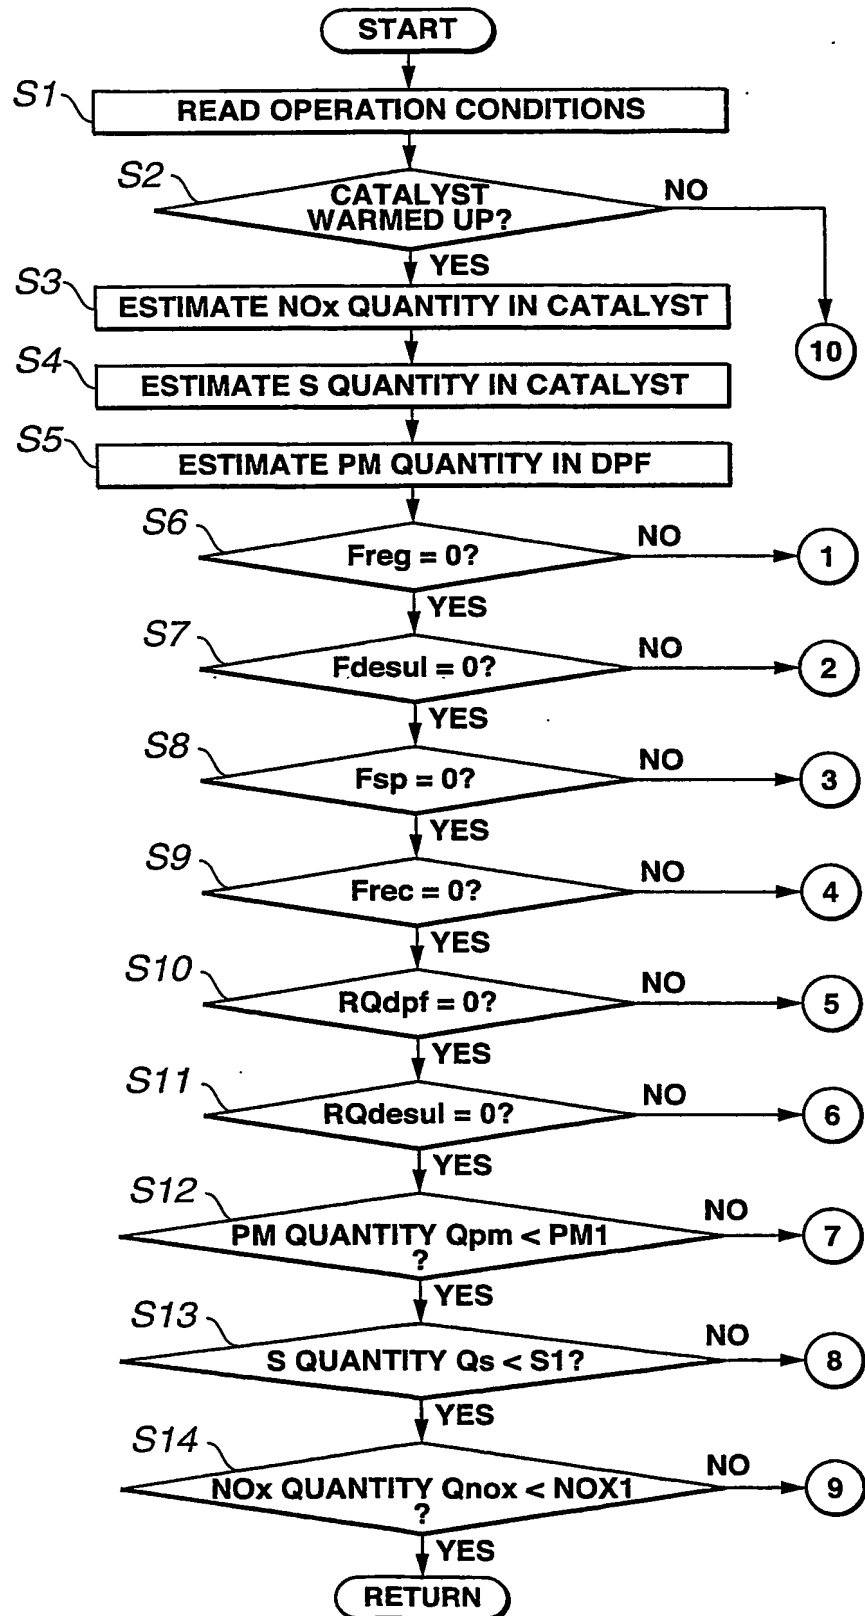 START
S1
READ OPERATION CONDITIONS
S2
CATALYST
WARMED UP?
NO
YES
10
S3
ESTIMATE NOx QUANTITY IN CATALYST
S4
ESTIMATE S QUANTITY IN CATALYST
S5
ESTIMATE PM QUANTITY IN DPF
S6
Freg = 0?
NO
1
YES
S7
Fdesul = 0?
NO
2
YES
S8
Fsp = 0?
NO
3
YES
S9
Frec = 0?
NO
4
YES
S10
RQdpf = 0?
NO
5
YES
S11
RQdesul = 0?
NO
6
YES
S12
PM QUANTITY Qpm < PM1
?
NO
7
YES
S13
S QUANTITY Qs < S1?
NO
8
YES
S14
NOx QUANTITY Qnox < NOX1
?
NO
9
YES
RETURN